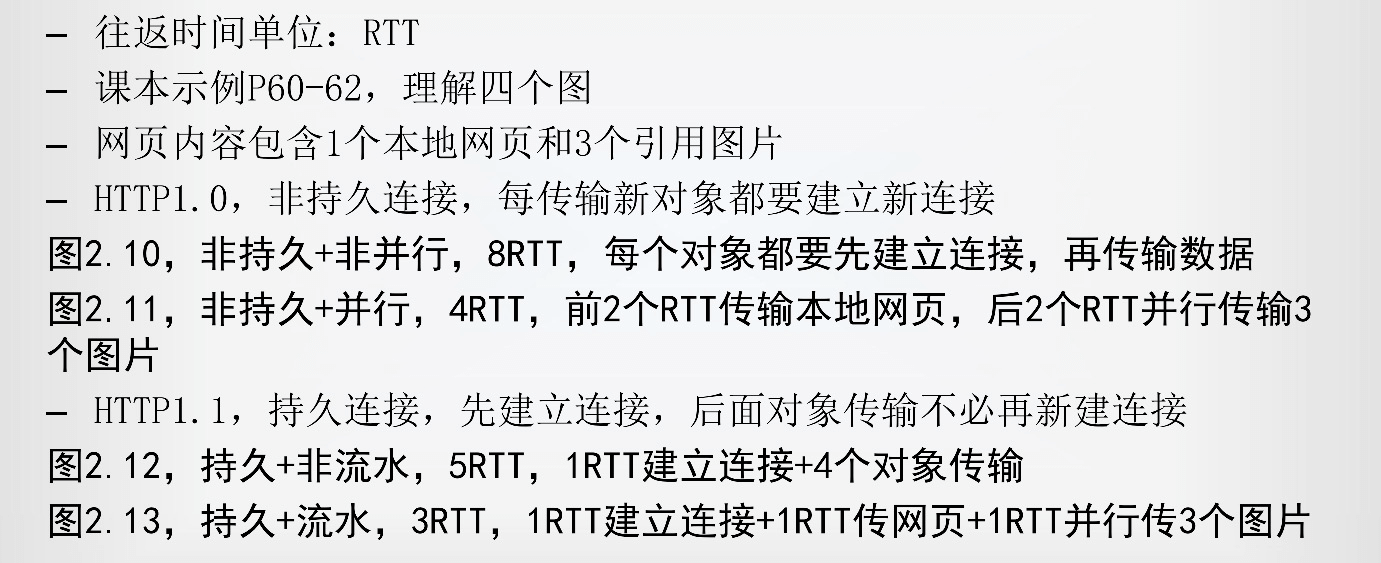 – 往返时间单位：RTT
– 课本示例P60-62，理解四个图
– 网页内容包含1个本地网页和3个引用图片
– HTTP1.0，非持久连接，每传输新对象都要建立新连接
图2.10，非持久+非并行，8RTT，每个对象都要先建立连接，再传输数据
图2.11，非持久+并行，4RTT，前2个RTT传输本地网页，后2个RTT并行传输3
个图片
– HTTP1.1，持久连接，先建立连接，后面对象传输不必再新建连接
图2.12，持久+非流水，5RTT，1RTT建立连接+4个对象传输
图2.13，持久+流水，3RTT，1RTT建立连接+1RTT传网页+1RTT并行传3个图片